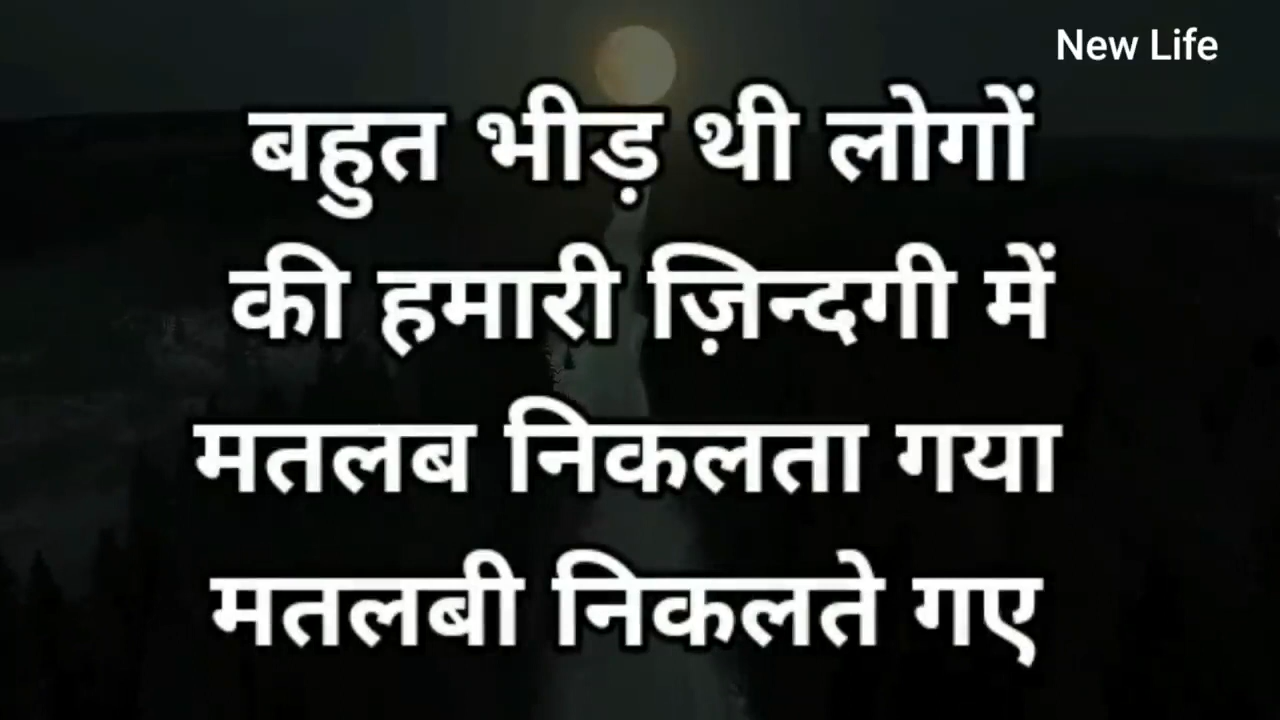 New Life
बहुत भीड़ थी लोगों
की हमारी ज़िन्दगी में
मतलब निकलता गया
मतलबी निकलते गए